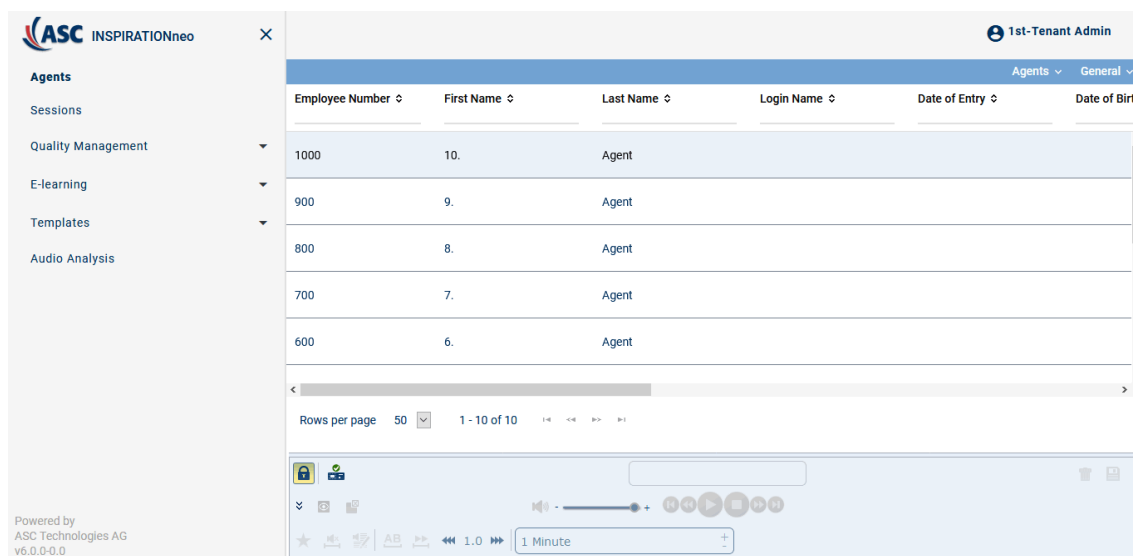 ASC INSPIRATIONneo
1st-Tenant Admin
Agents
Sessions
Quality Management
E-learning
Templates
Audio Analysis
Powered by
ASC Technologies AG
v6.0.0-0.0
Agents General
Employee Number First Name Last Name Login Name Date of Entry Date of Birt
1000 10. Agent
900 9. Agent
800 8. Agent
700 7. Agent
600 6. Agent
Rows per page 50 1 - 10 of 10
- +
AB 1.0 1 Minute